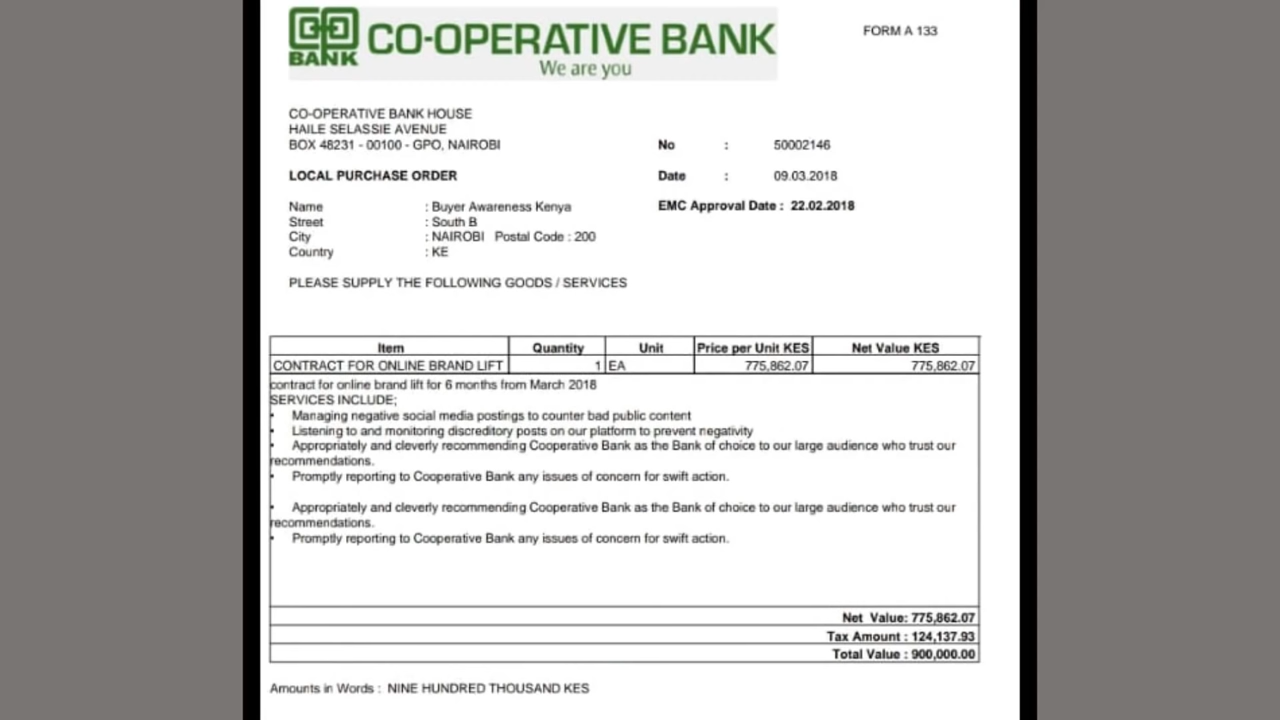 BANK
CO-OPERATIVE BANK
We are you
FORM A 133
CO-OPERATIVE BANK HOUSE
HAILE SELASSIE AVENUE
BOX 48231 - 00100 - GPO, NAIROBI
No : 50002146
LOCAL PURCHASE ORDER
Date : 09.03.2018
Name : Buyer Awareness Kenya
EMC Approval Date : 22.02.2018
Street : South B
City : NAIROBI Postal Code : 200
Country : KE
PLEASE SUPPLY THE FOLLOWING GOODS / SERVICES
Item Quantity Unit Price per Unit KES Net Value KES
CONTRACT FOR ONLINE BRAND LIFT 1 EA 775,862.07 775,862.07
contract for online brand lift for 6 months from March 2018
SERVICES INCLUDE;
• Managing negative social media postings to counter bad public content
• Listening to and monitoring discreditory posts on our platform to prevent negativity
• Appropriately and cleverly recommending Cooperative Bank as the Bank of choice to our large audience who trust our
recommendations.
• Promptly reporting to Cooperative Bank any issues of concern for swift action.
• Appropriately and cleverly recommending Cooperative Bank as the Bank of choice to our large audience who trust our
recommendations.
• Promptly reporting to Cooperative Bank any issues of concern for swift action.
Net Value: 775,862.07
Tax Amount : 124,137.93
Total Value : 900,000.00
Amounts in Words : NINE HUNDRED THOUSAND KES